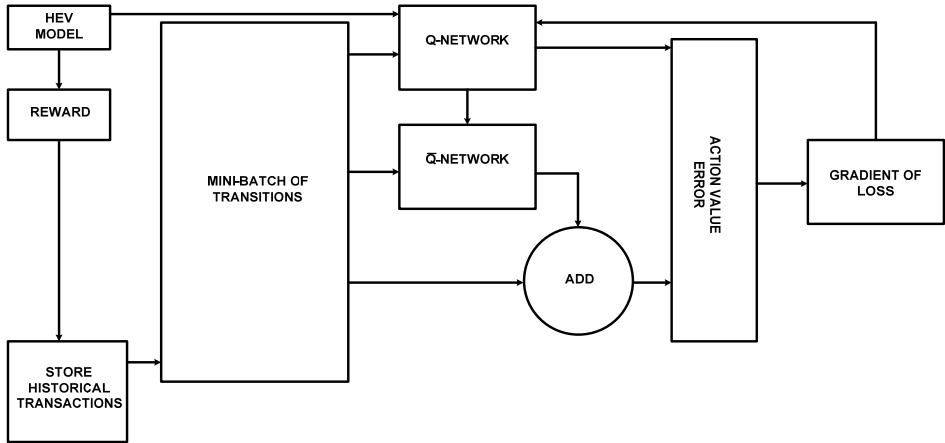 HEV
MODEL
REWARD
STORE
HISTORICAL
TRANSACTIONS
MINI-BATCH OF
TRANSITIONS
Q-NETWORK
Q̅-NETWORK
ADD
ACTION VALUE
ERROR
GRADIENT OF
LOSS